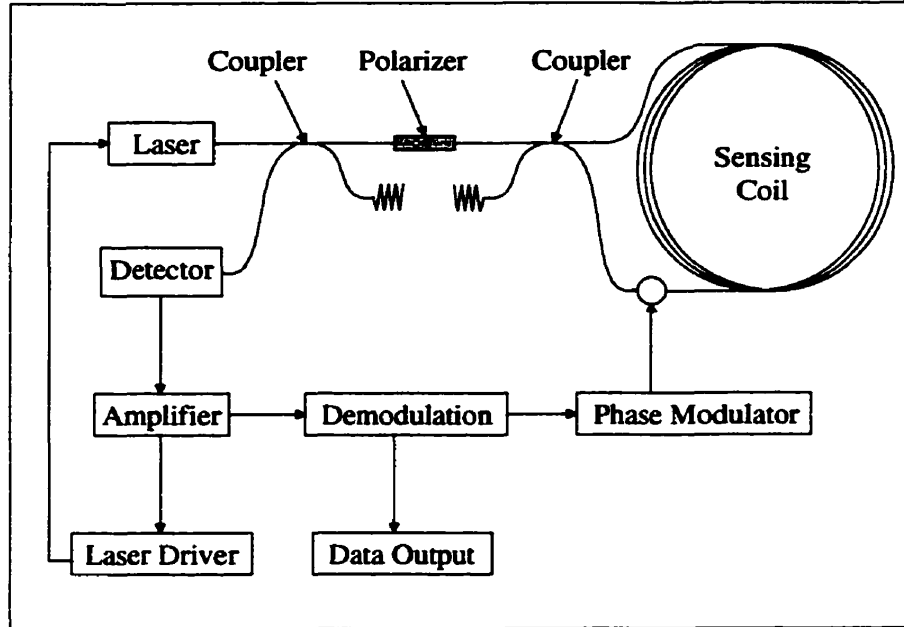 Coupler
Polarizer
Coupler
Laser
Sensing
Coil
Detector
Amplifier
Demodulation
Phase Modulator
Laser Driver
Data Output